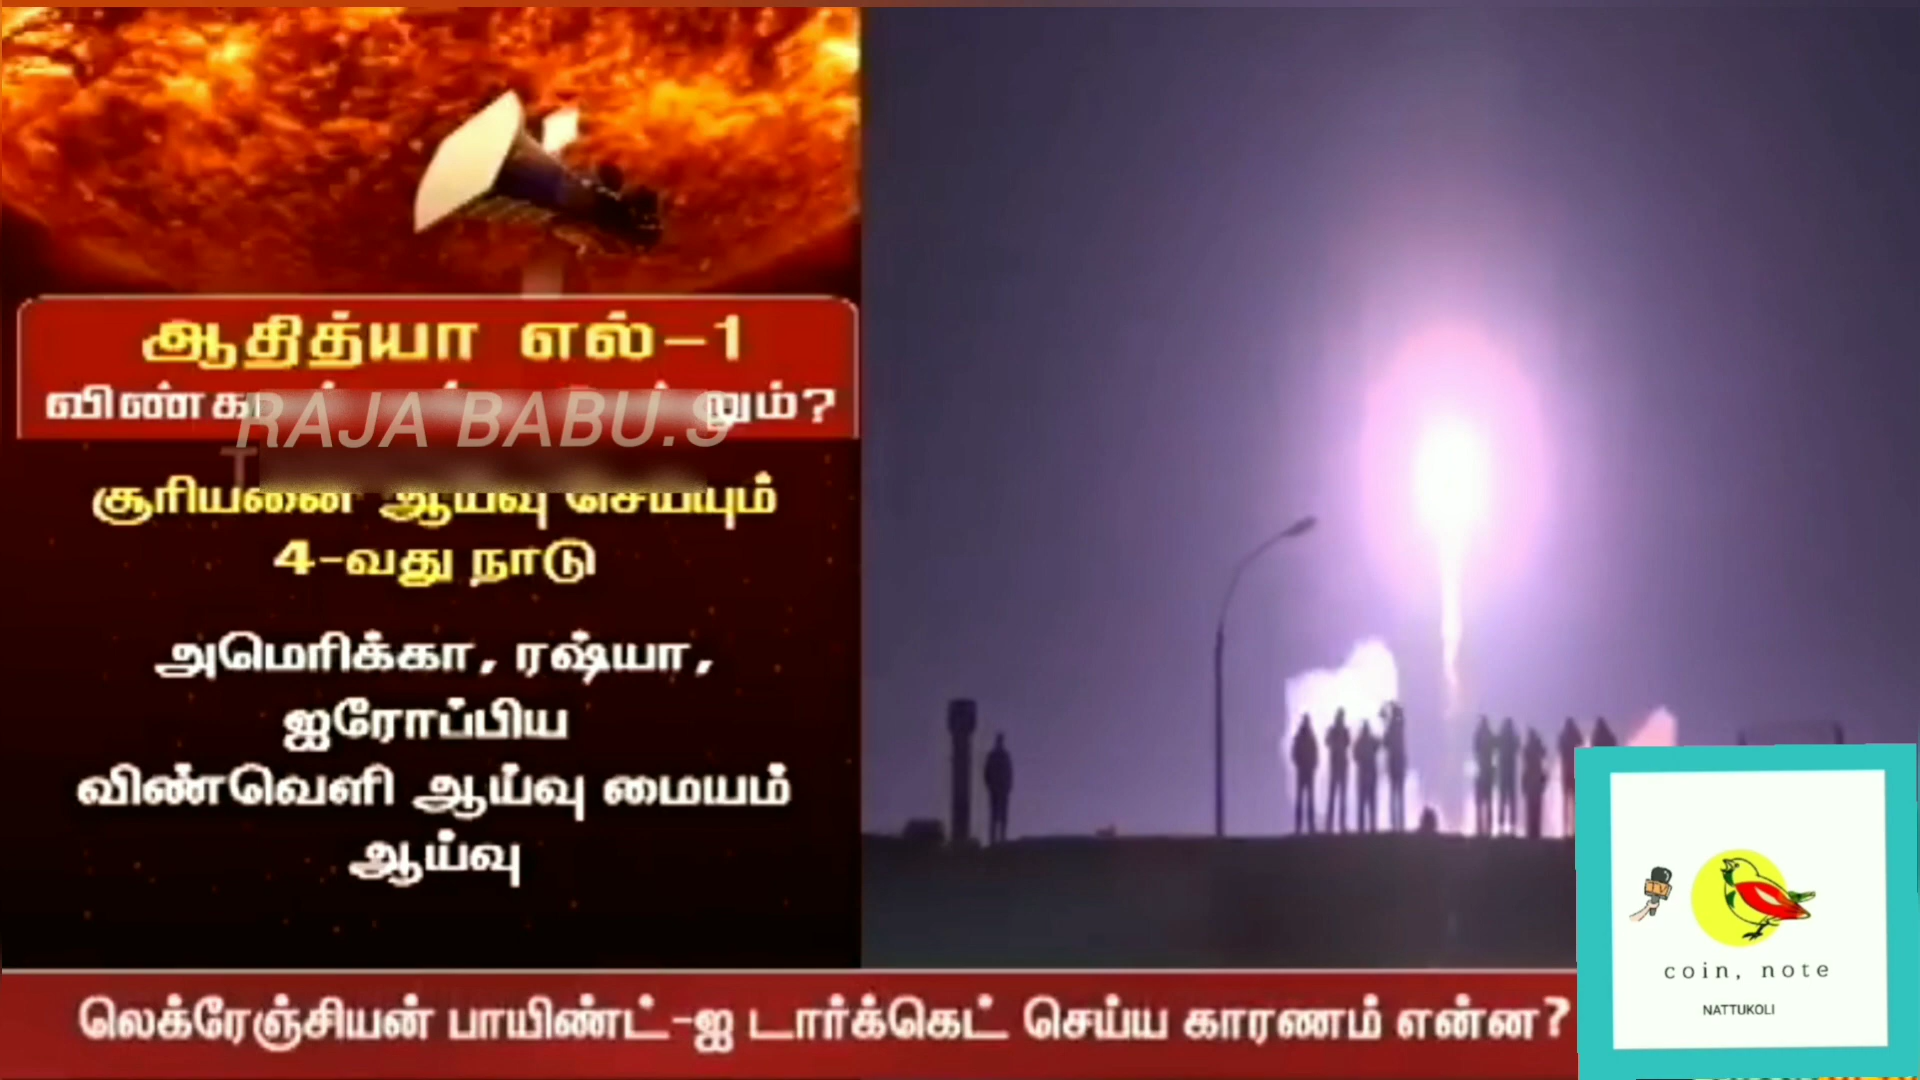 ஆதித்யா எல்-1
RAJA BABU.S
சூரியனை ஆய்வு செய்யும்
4-வது நாடு
அமெரிக்கா, ரஷ்யா,
ஐரோப்பிய
விண்வெளி ஆய்வு மையம்
ஆய்வு
லெக்ரேஞ்சியன் பாயிண்ட்-ஐ டார்க்கெட் செய்ய காரணம் என்ன?
TV
coin, note
NATTUKOLI